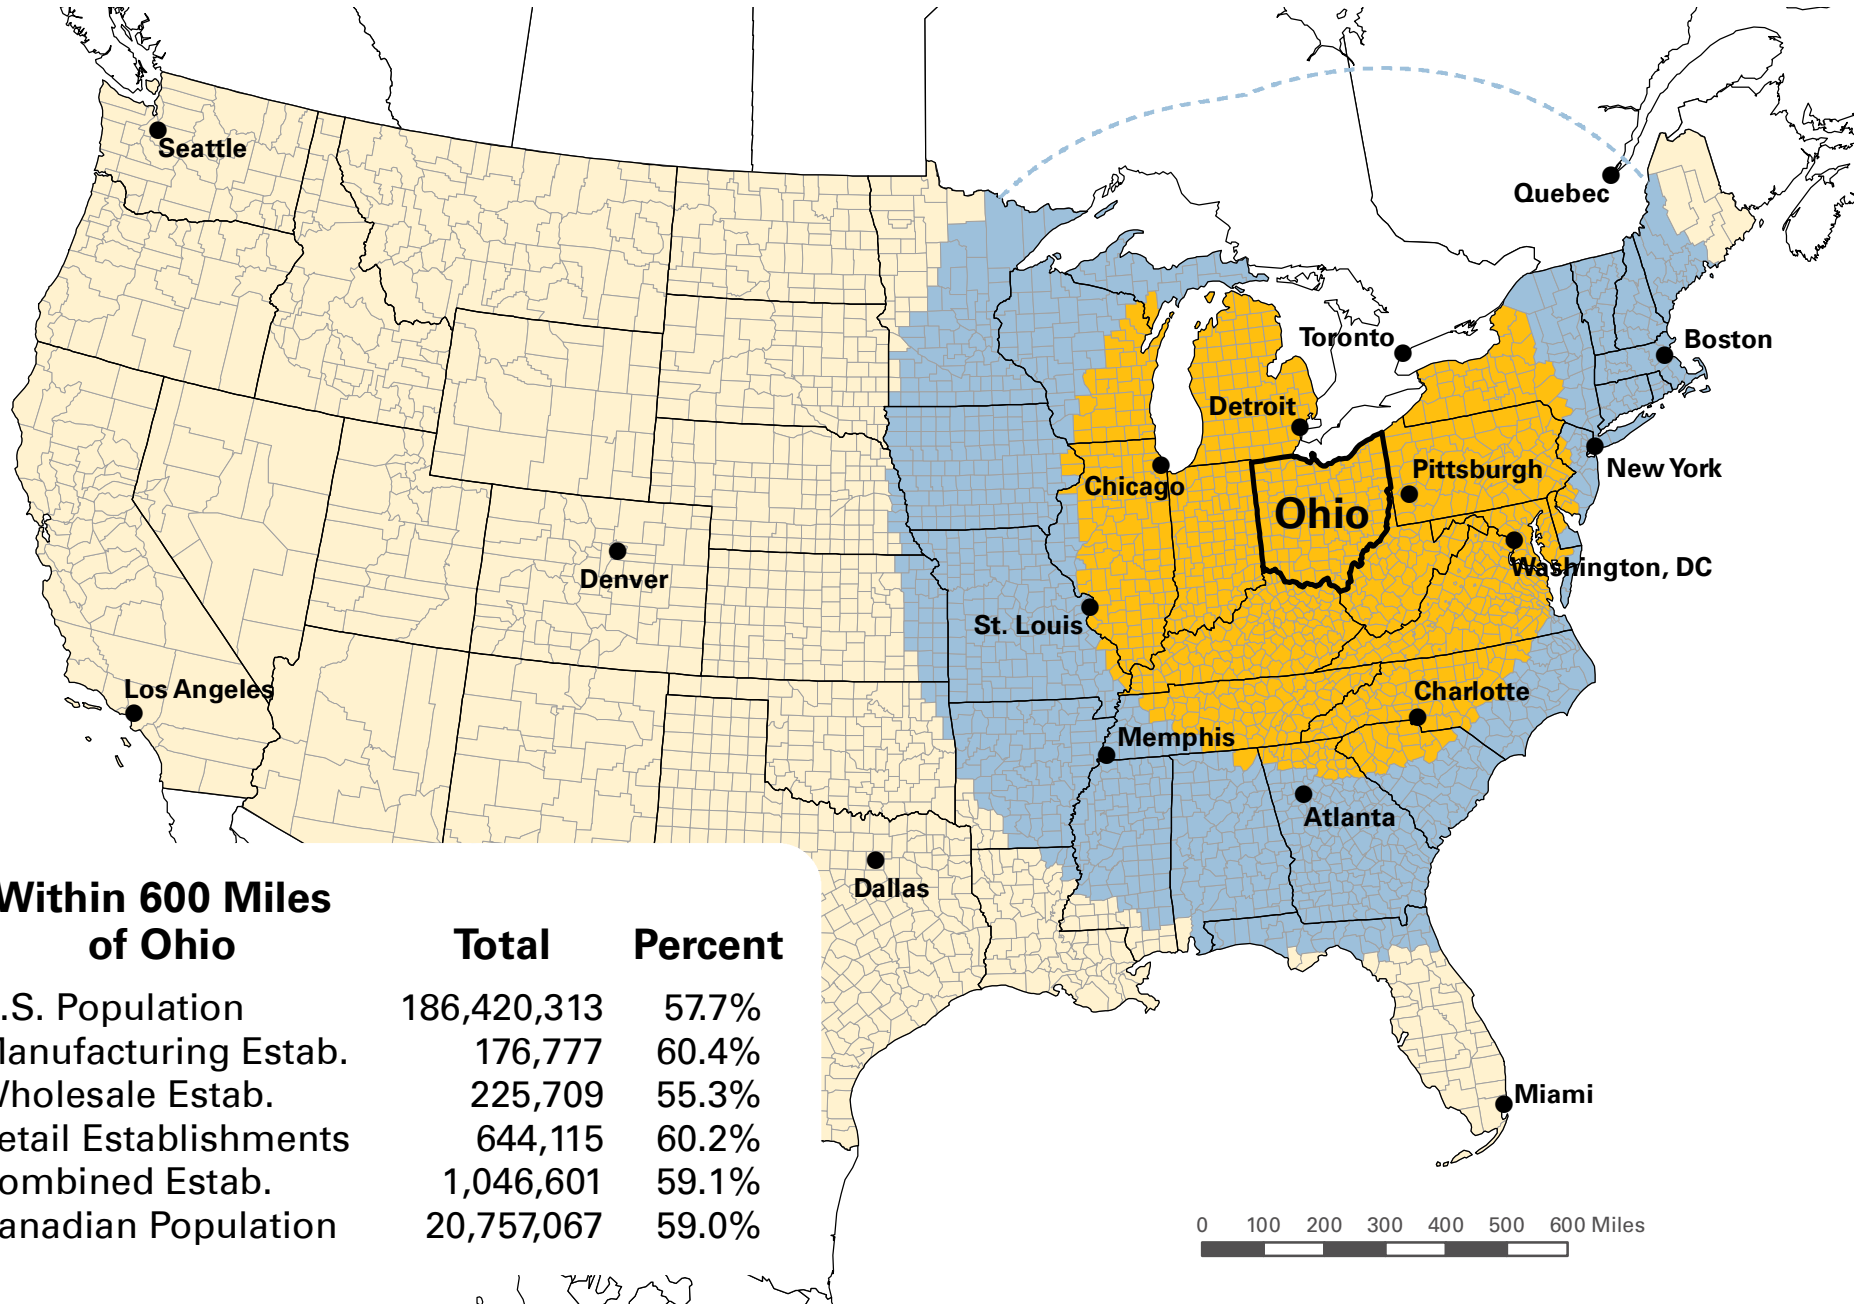 Seattle
Quebec
Toronto
Boston
Detroit
New York
Pittsburgh
Chicago
Ohio
Washington, DC
Denver
St. Louis
Los Angeles
Charlotte
Memphis
Atlanta
Dallas
Miami
Within 600 Miles
of Ohio Total Percent
.S. Population 186,420,313 57.7%
anufacturing Estab. 176,777 60.4%
holesale Estab. 225,709 55.3%
etail Establishments 644,115 60.2%
ombined Estab. 1,046,601 59.1%
anadian Population 20,757,067 59.0%
0 100 200 300 400 500 600 Miles